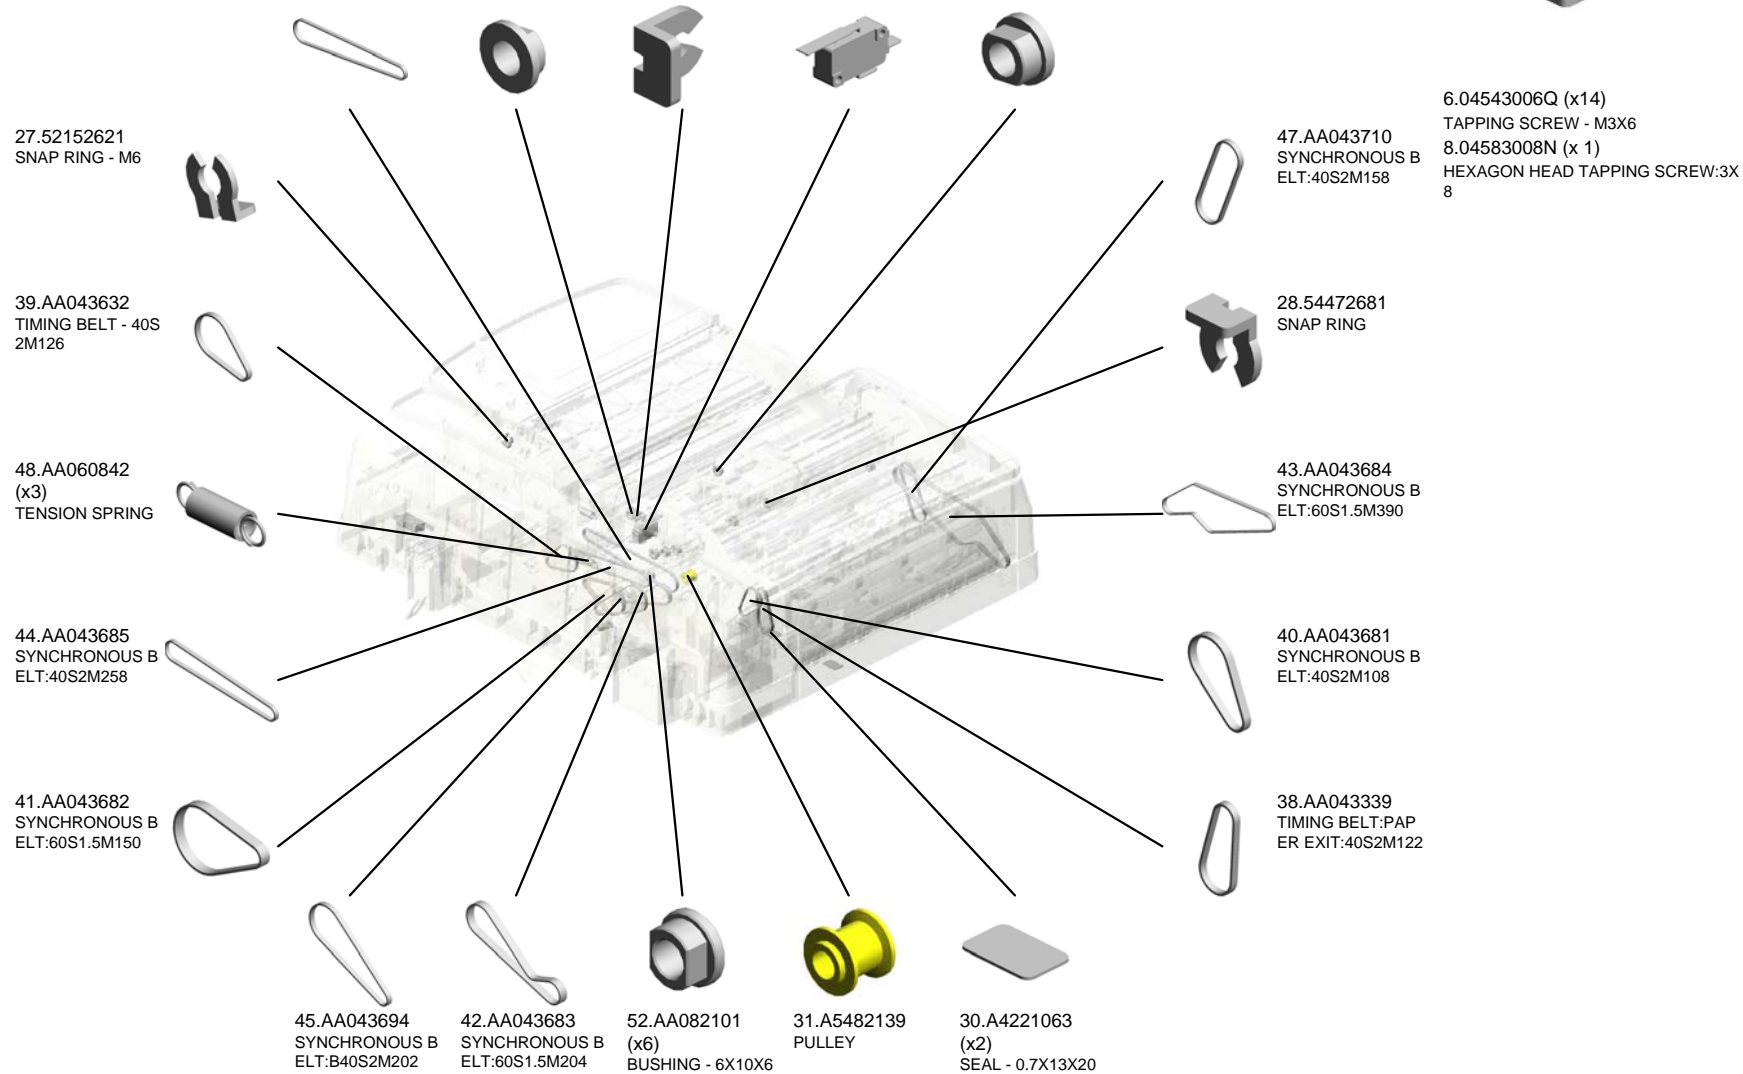 6.04543006Q (x14)
TAPPING SCREW - M3X6
8.04583008N (x 1)
HEXAGON HEAD TAPPING SCREW:3X
8
27.52152621
SNAP RING - M6
47.AA043710
SYNCHRONOUS B
ELT:40S2M158
39.AA043632
TIMING BELT - 40S
2M126
28.54472681
SNAP RING
48.AA060842
(x3)
TENSION SPRING
43.AA043684
SYNCHRONOUS B
ELT:60S1.5M390
44.AA043685
SYNCHRONOUS B
ELT:40S2M258
40.AA043681
SYNCHRONOUS B
ELT:40S2M108
41.AA043682
SYNCHRONOUS B
ELT:60S1.5M150
38.AA043339
TIMING BELT:PAP
ER EXIT:40S2M122
45.AA043694
SYNCHRONOUS B
ELT:B40S2M202
42.AA043683
SYNCHRONOUS B
ELT:60S1.5M204
52.AA082101
(x6)
BUSHING - 6X10X6
31.A5482139
PULLEY
30.A4221063
(x2)
SEAL - 0.7X13X20